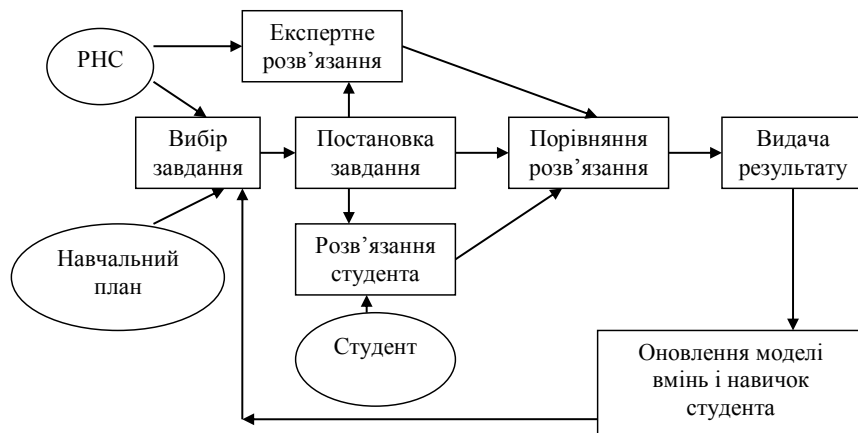 РНС
Експертне
розв’язання
Вибір
завдання
Постановка
завдання
Порівняння
розв’язання
Видача
результату
Навчальний
план
Розв’язання
студента
Студент
Оновлення моделі
вмінь і навичок
студента